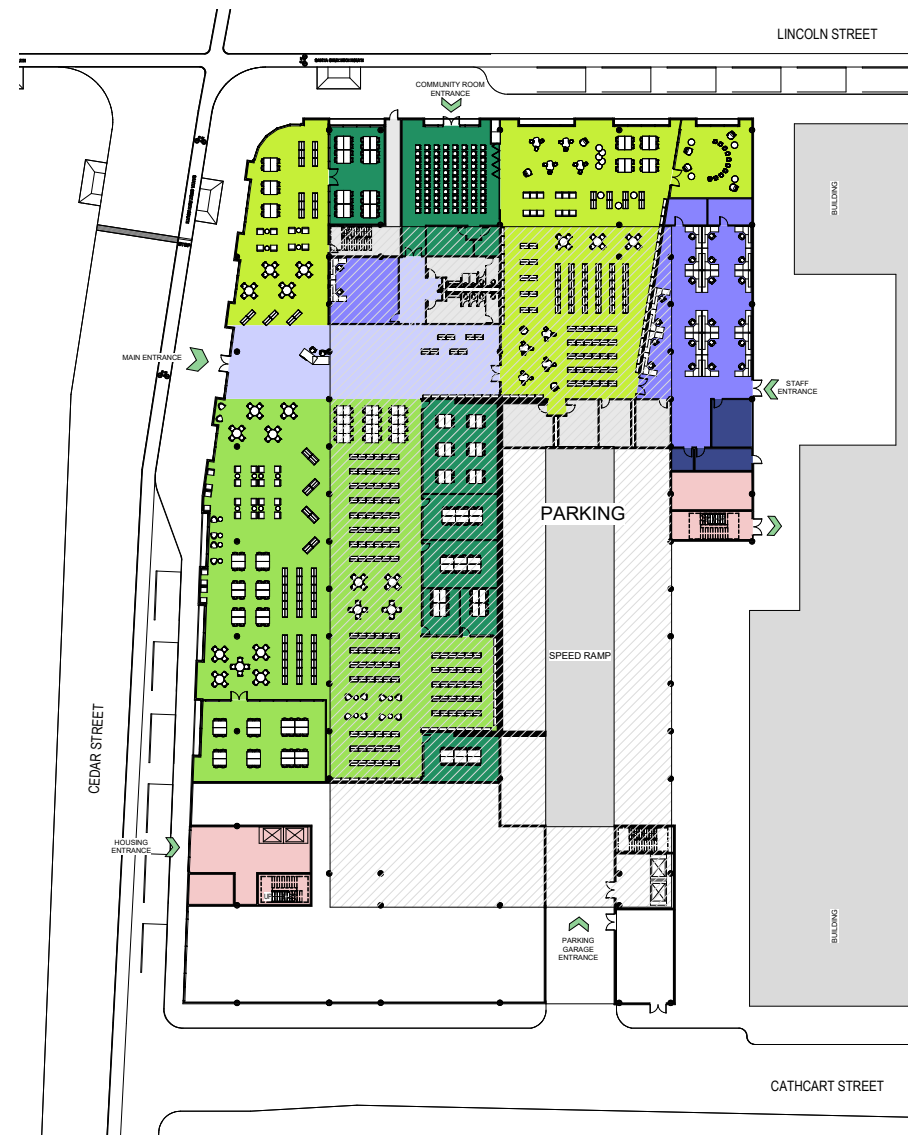 LINCOLN STREET
COMMUNITY ROOM
ENTRANCE
BUILDING
MAIN ENTRANCE
STAFF
ENTRANCE
PARKING
SPEED RAMP
CEDAR STREET
HOUSING
ENTRANCE
UP
PARKING
GARAGE
ENTRANCE
BUILDING
CATHCART STREET